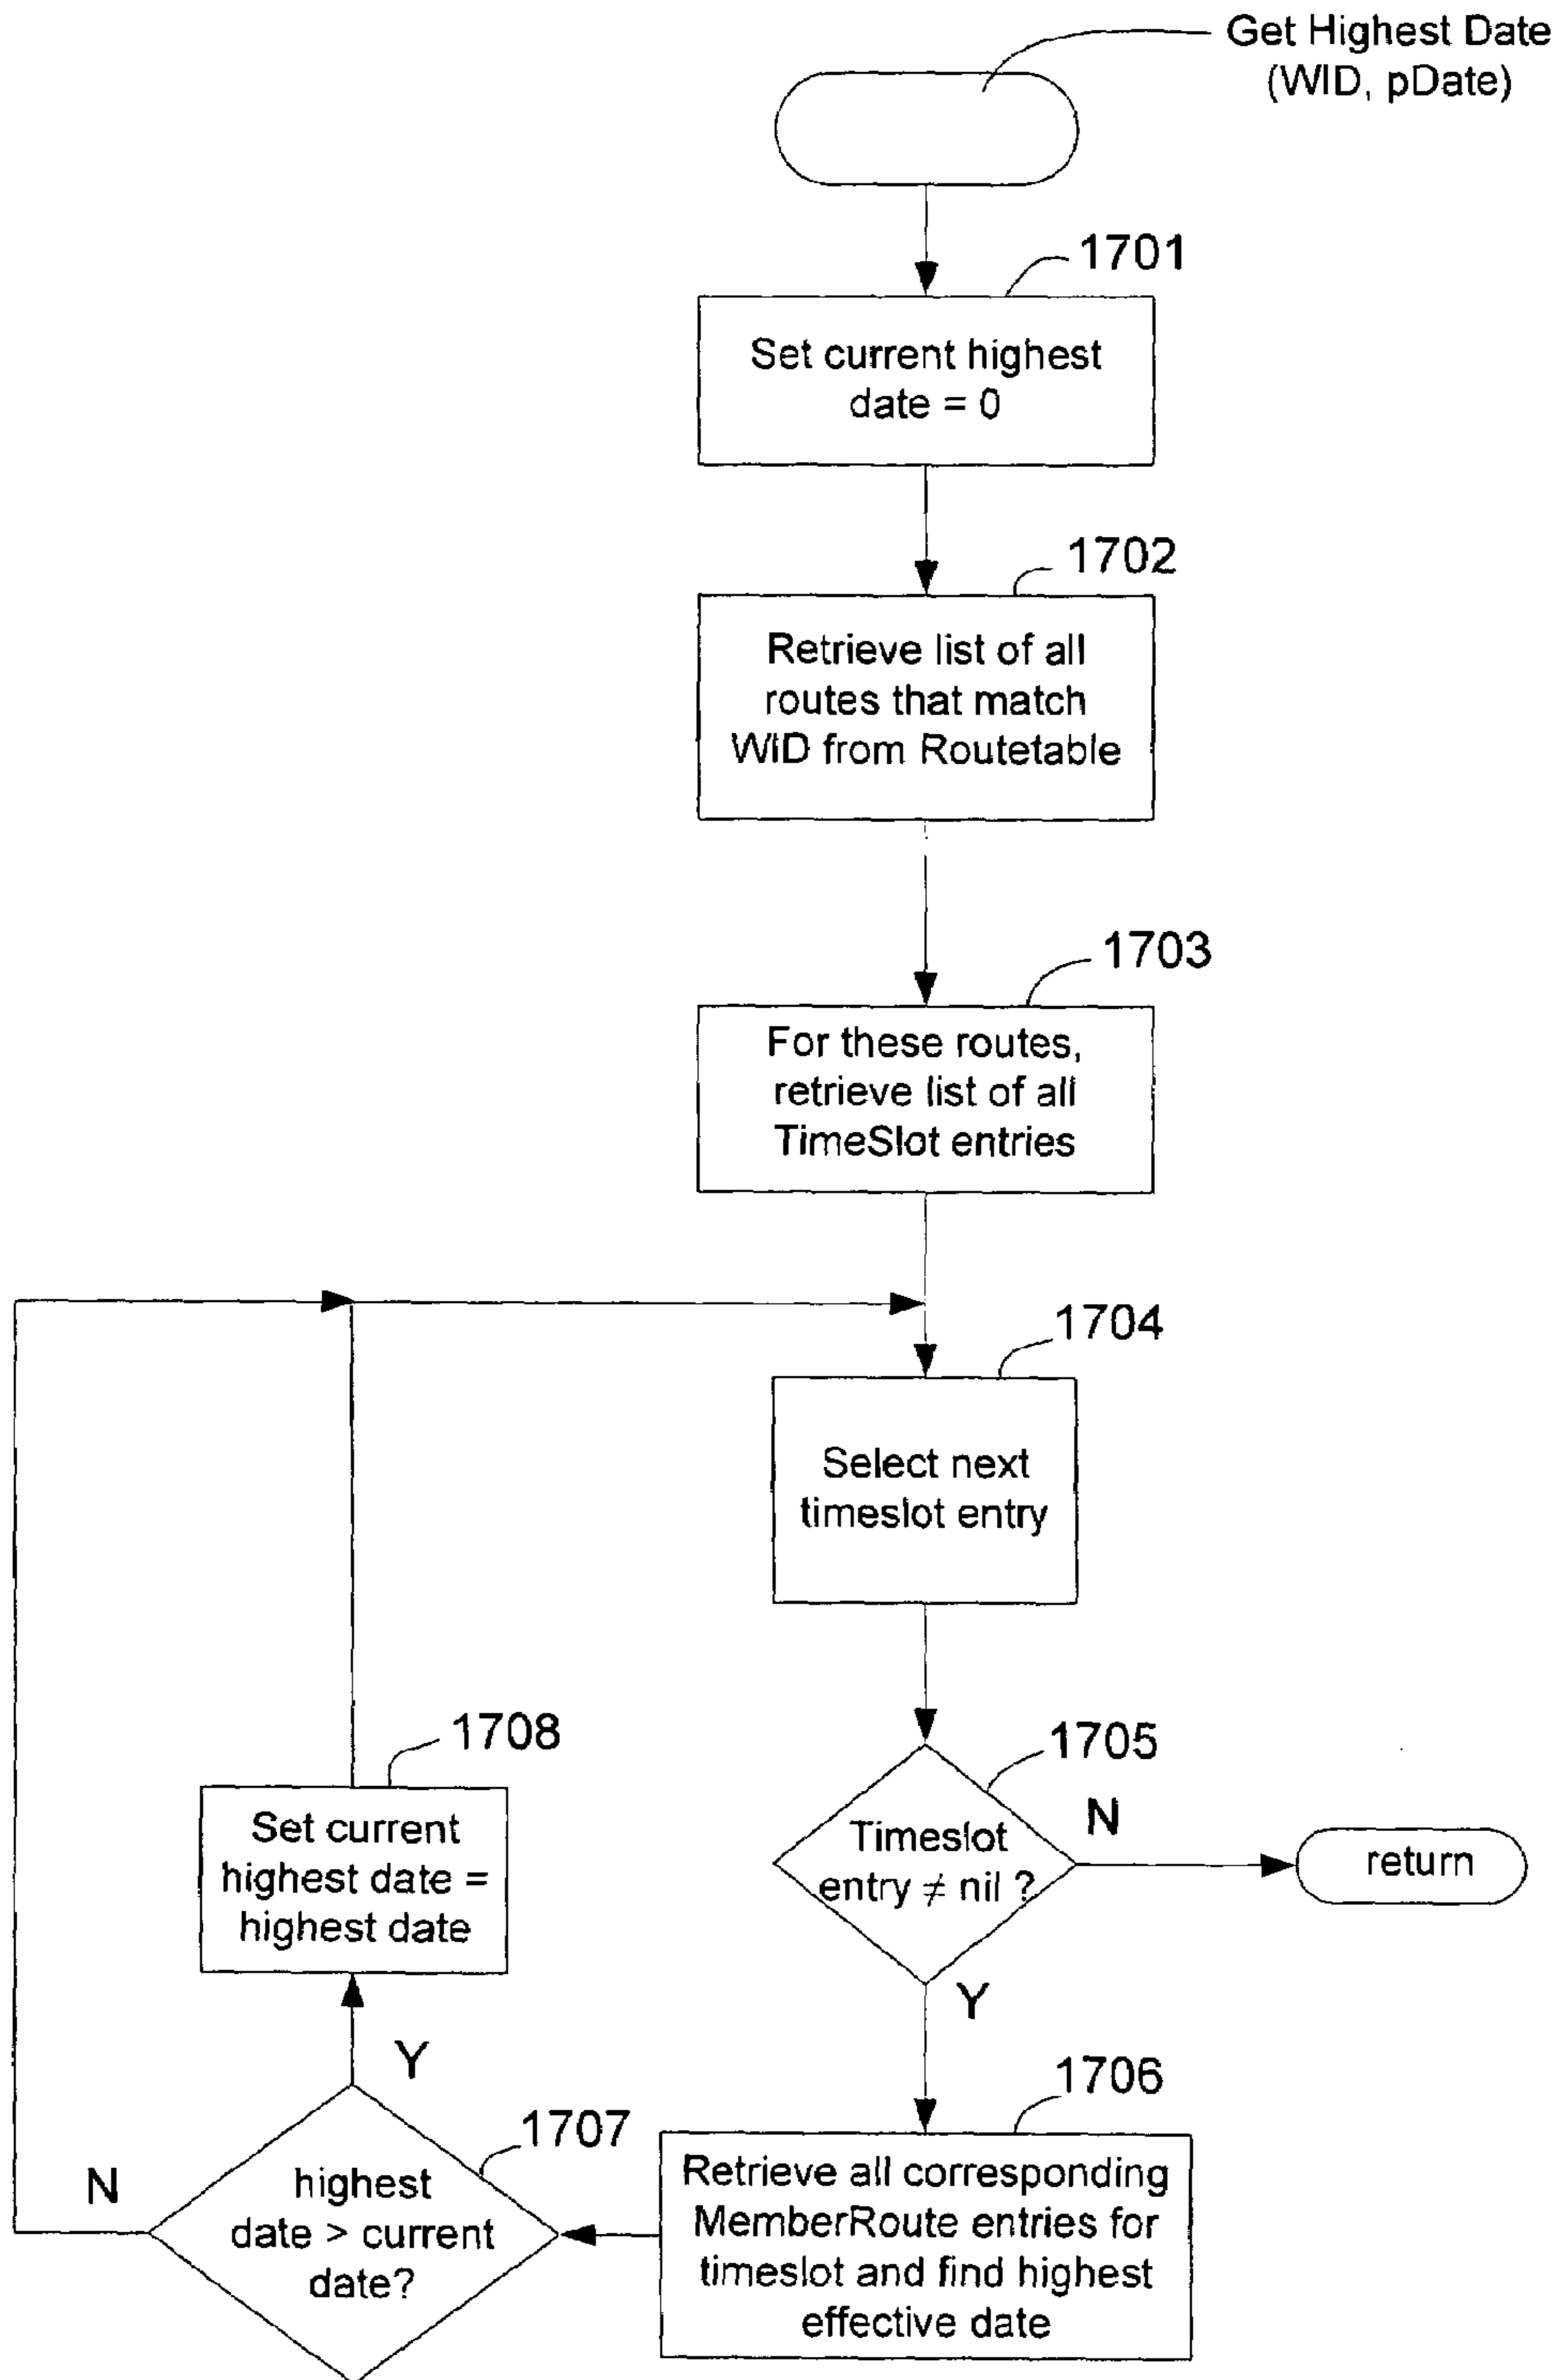 Get Highest Date
(WID, pDate)
1701
Set current highest
date = 0
1702
Retrieve list of all
routes that match
WID from Routetable
1703
For these routes,
retrieve list of all
TimeSlot entries
1704
Select next
timeslot entry
1705
Timeslot
entry ≠ nil ?
N
return
Y
1706
Retrieve all corresponding
MemberRoute entries for
timeslot and find highest
effective date
1707
highest
date > current
date?
N
Y
1708
Set current
highest date =
highest date